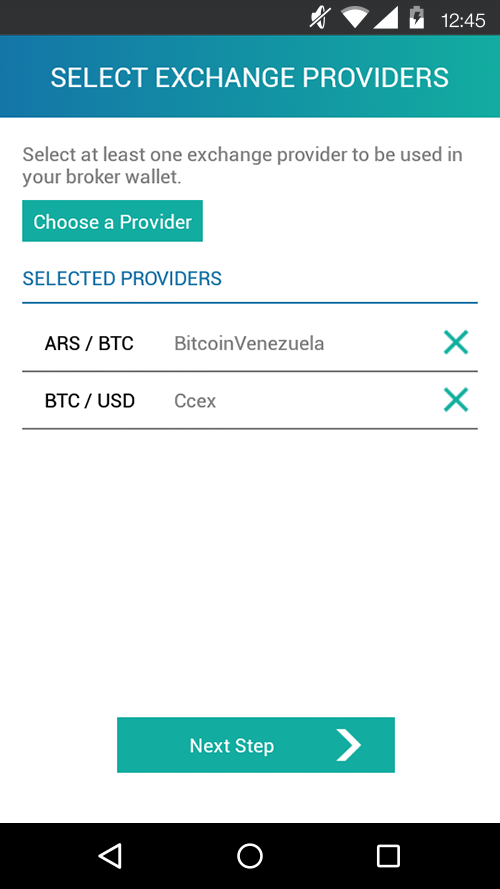 12:45
SELECT EXCHANGE PROVIDERS
Select at least one exchange provider to be used in
your broker wallet.
Choose a Provider
SELECTED PROVIDERS
ARS / BTC BitcoinVenezuela
BTC / USD Ccex
Next Step